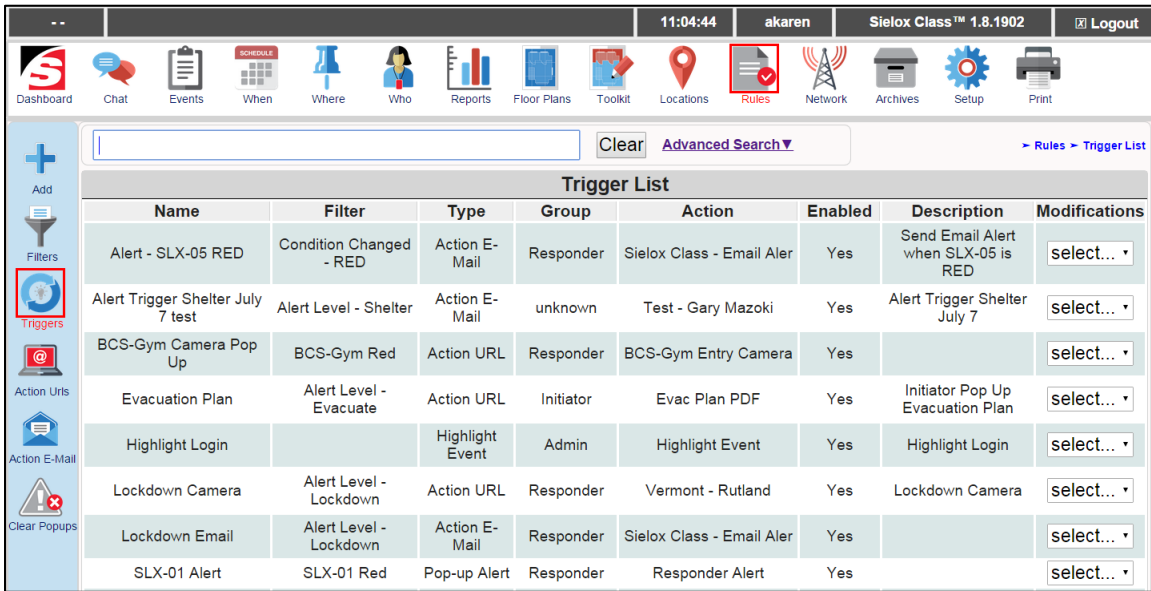 - -
11:04:44
akaren
Sielox Class™ 1.8.1902
Logout
SCHEDULE
Dashboard
Chat
Events
When
Where
Who
Reports
Floor Plans
Toolkit
Locations
Rules
Network
Archives
Setup
Print
Clear
Advanced Search▼
➢ Rules ➢ Trigger List
Add
Filters
Triggers
@
Action Urls
Action E-Mail
Clear Popups
Trigger List
Name Filter Type Group Action Enabled Description Modifications
Alert - SLX-05 RED
Condition Changed
- RED
Action E-
Mail
Responder
Sielox Class - Email Aler
Yes
Send Email Alert
when SLX-05 is
RED
select...
Alert Trigger Shelter July
7 test
Alert Level - Shelter
Action E-
Mail
unknown
Test - Gary Mazoki
Yes
Alert Trigger Shelter
July 7
select...
BCS-Gym Camera Pop
Up
BCS-Gym Red
Action URL
Responder
BCS-Gym Entry Camera
Yes
select...
Evacuation Plan
Alert Level -
Evacuate
Action URL
Initiator
Evac Plan PDF
Yes
Initiator Pop Up
Evacuation Plan
select...
Highlight Login
Highlight
Event
Admin
Highlight Event
Yes
Highlight Login
select...
Lockdown Camera
Alert Level -
Lockdown
Action URL
Responder
Vermont - Rutland
Yes
Lockdown Camera
select...
Lockdown Email
Alert Level -
Lockdown
Action E-
Mail
Responder
Sielox Class - Email Aler
Yes
select...
SLX-01 Alert
SLX-01 Red
Pop-up Alert
Responder
Responder Alert
Yes
select...